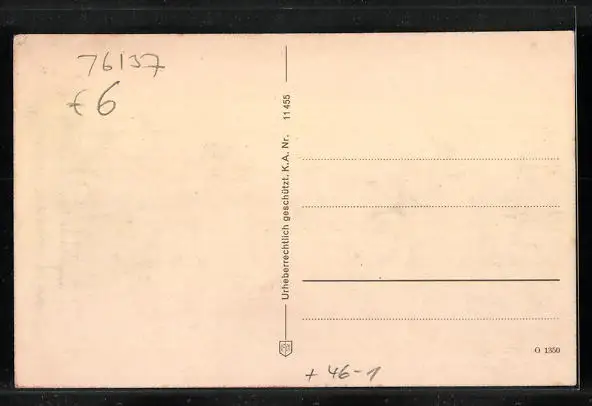 76137
€6
Urheberrechtlich geschützt. K.A. Nr. 11 455
O 1350
+ 46-1